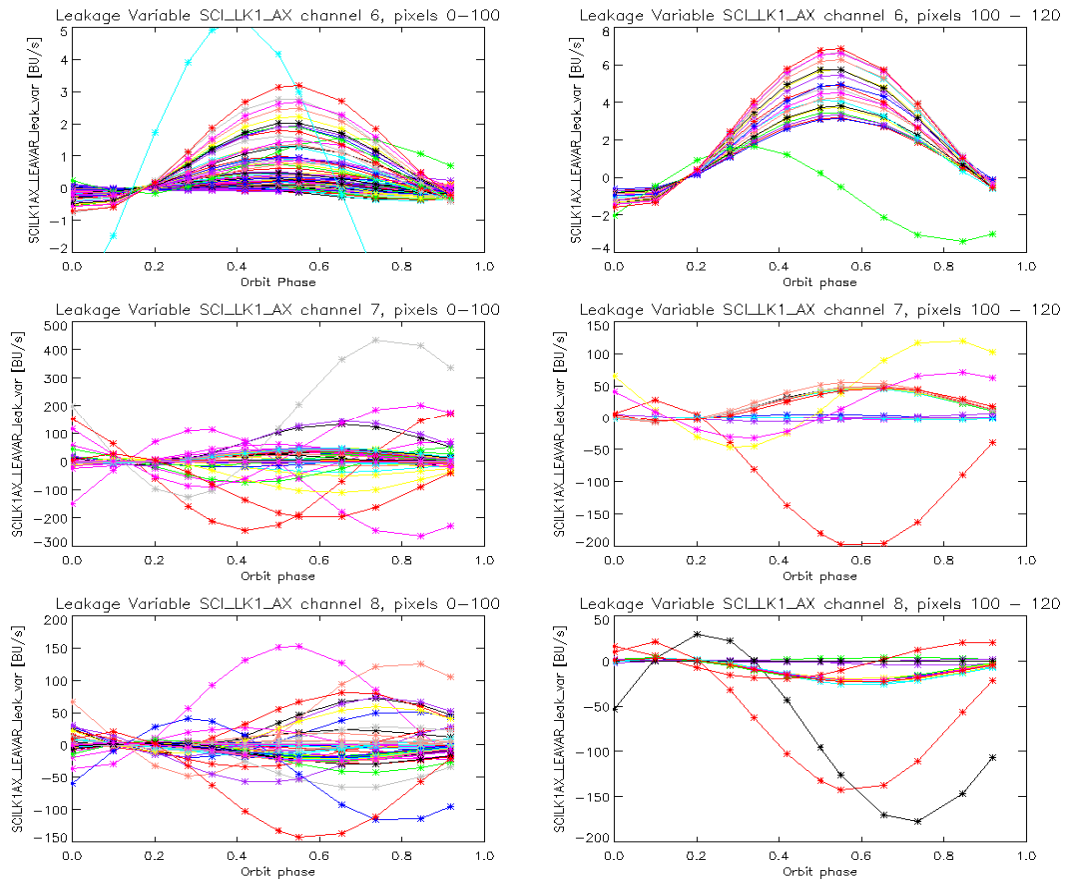 Leakage Variable SCI_LK1_AX channel 6, pixels 0-100
SCILK1AX_LEAVAR_leak_var [BU/s]
5
4
3
2
1
0
-1
-2
0.0 0.2 0.4 0.6 0.8 1.0
Orbit Phase
Leakage Variable SCI_LK1_AX channel 6, pixels 100 - 120
SCILK1AX_LEAVAR_leak_var [BU/s]
8
6
4
2
0
-2
-4
0.0 0.2 0.4 0.6 0.8 1.0
Orbit phase
Leakage Variable SCI_LK1_AX channel 7, pixels 0-100
SCILK1AX_LEAVAR_leak_var [BU/s]
500
400
300
200
100
0
-100
-200
-300
0.0 0.2 0.4 0.6 0.8 1.0
Orbit phase
Leakage Variable SCI_LK1_AX channel 7, pixels 100 - 120
SCILK1AX_LEAVAR_leak_var [BU/s]
150
100
50
0
-50
-100
-150
-200
0.0 0.2 0.4 0.6 0.8 1.0
Orbit phase
Leakage Variable SCI_LK1_AX channel 8, pixels 0-100
SCILK1AX_LEAVAR_leak_var [BU/s]
200
150
100
50
0
-50
-100
-150
0.0 0.2 0.4 0.6 0.8 1.0
Orbit phase
Leakage Variable SCI_LK1_AX channel 8, pixels 100 - 120
SCILK1AX_LEAVAR_leak_var [BU/s]
50
0
-50
-100
-150
-200
0.0 0.2 0.4 0.6 0.8 1.0
Orbit phase